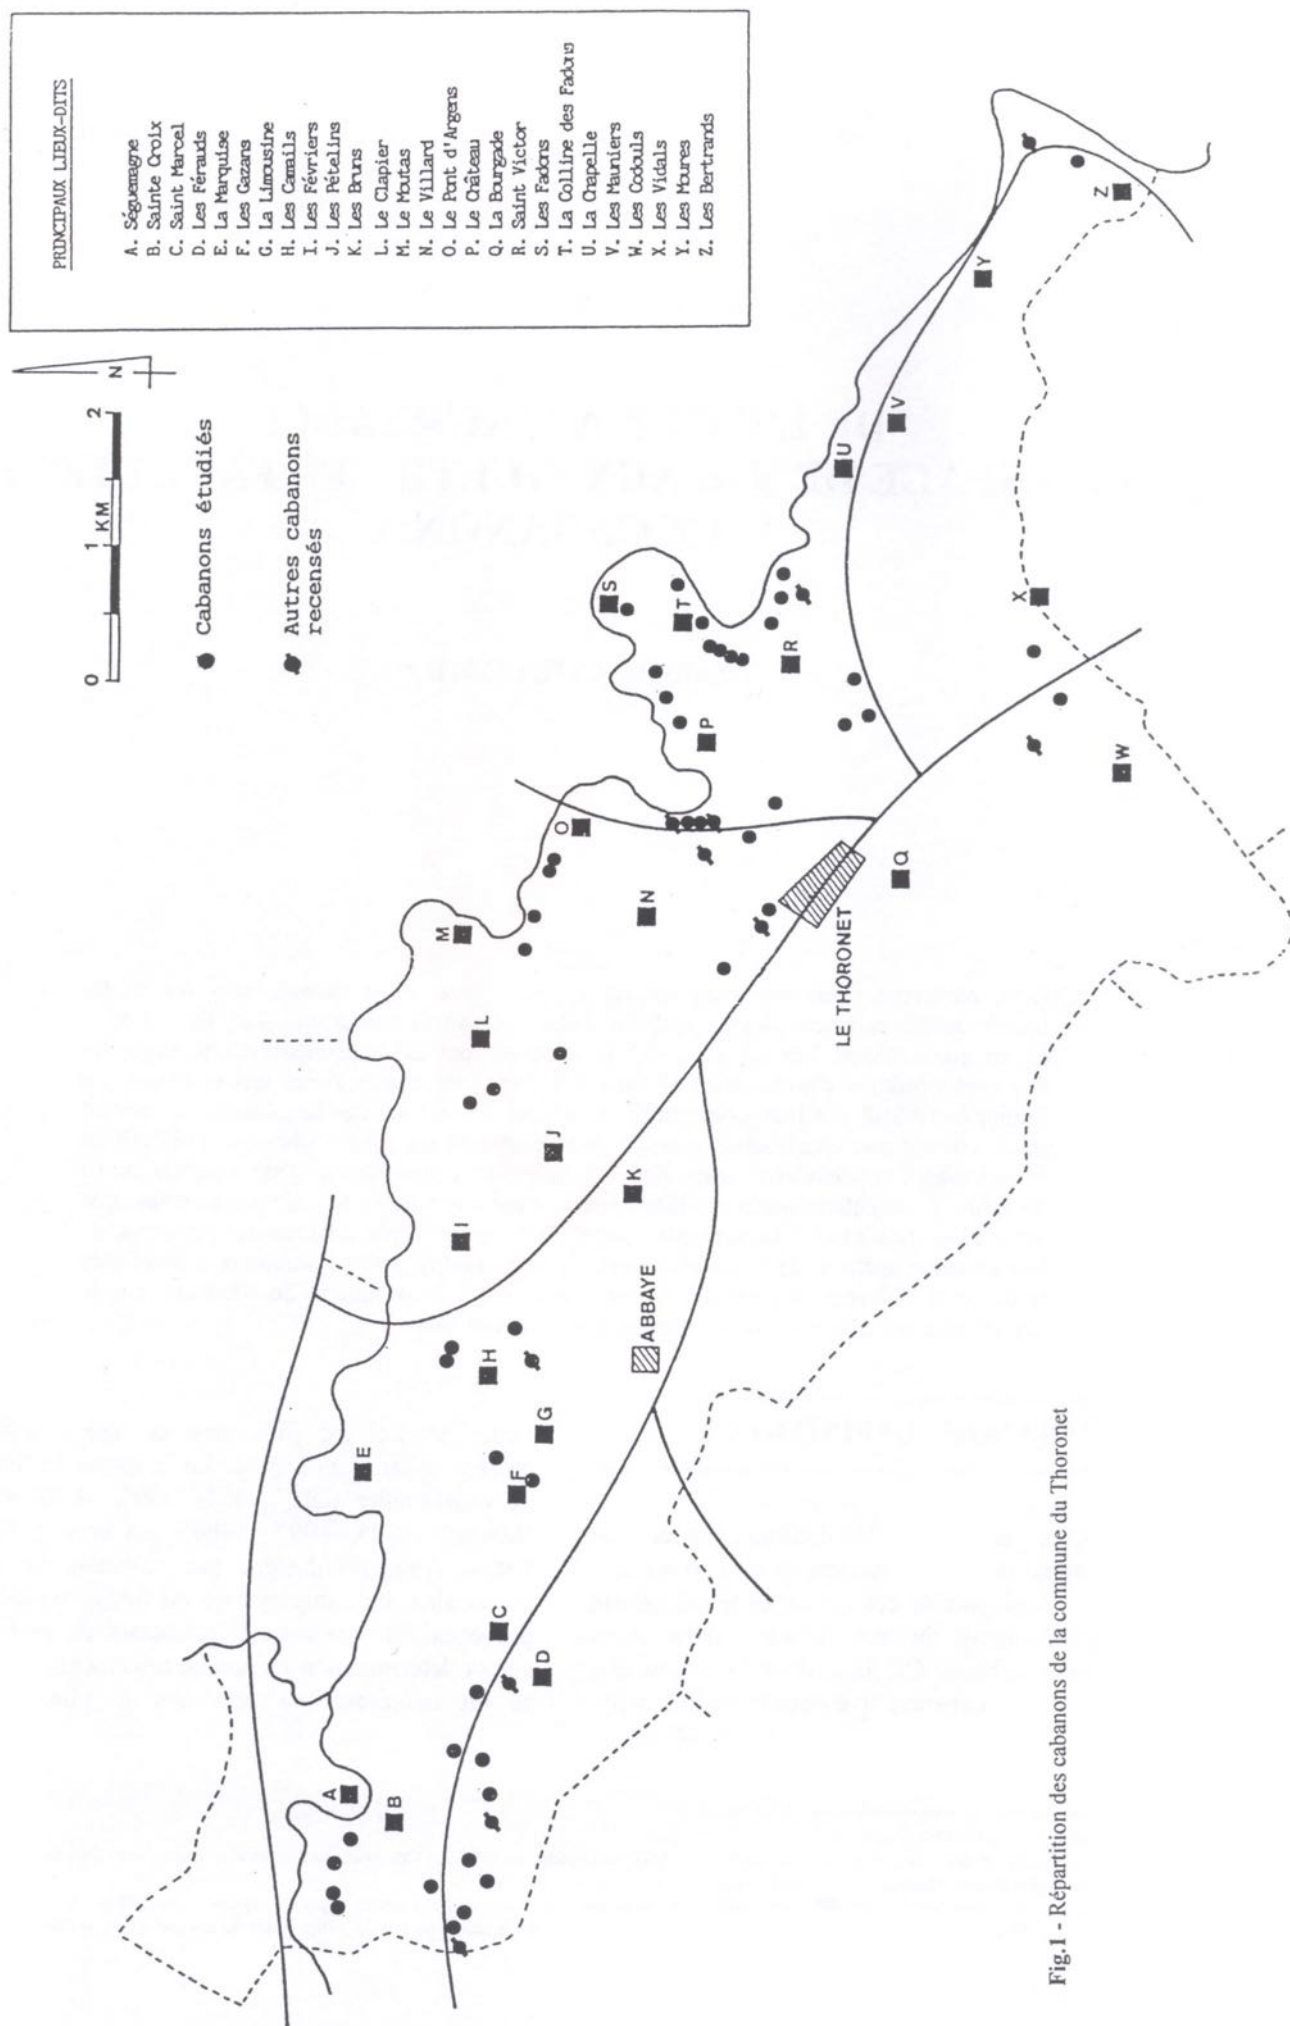 PRINCIPAUX LIEUX-DITS
A. Séguemagne
B. Sainte Croix
C. Saint Marcel
D. Les Férauds
E. La Marquise
F. Les Gazans
G. La Limousine
H. Les Camails
I. Les Févriers
J. Les Pételins
K. Les Bruns
L. Le Clapier
M. Le Moutas
N. Le Villard
O. Le Pont d'Argens
P. Le Château
Q. La Bourgade
R. Saint Victor
S. Les Fadons
T. La Colline des Fadons
U. La Chapelle
V. Les Mauniers
W. Les Codouls
X. Les Vidals
Y. Les Moures
Z. Les Bertrands
N
0 1 2
KM
Cabanons étudiés
Autres cabanons
recensés
A
B
C
D
E
F
G
H
I
J
K
L
M
N
O
P
Q
R
S
T
U
V
W
X
Y
Z
ABBAYE
LE THORONET
Fig.1 - Répartition des cabanons de la commune du Thoronet